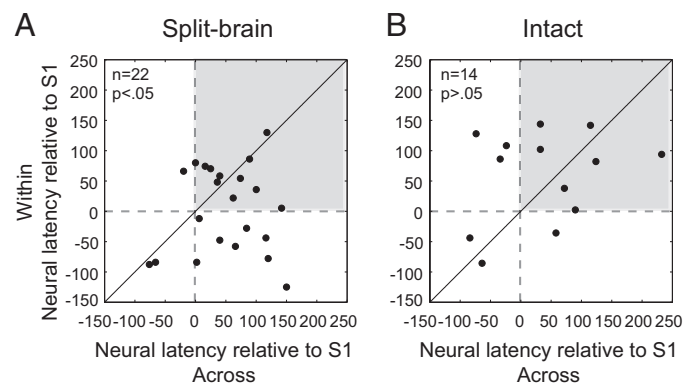 A Split-brain B Intact
n=22
p<.05
n=14
p>.05
Within
Neural latency relative to S1
250
200
150
100
50
0
-50
-100
-150
-150 -100 -50 0 50 100 150 200 250
Neural latency relative to S1
Across
250
200
150
100
50
0
-50
-100
-150
-150 -100 -50 0 50 100 150 200 250
Neural latency relative to S1
Across